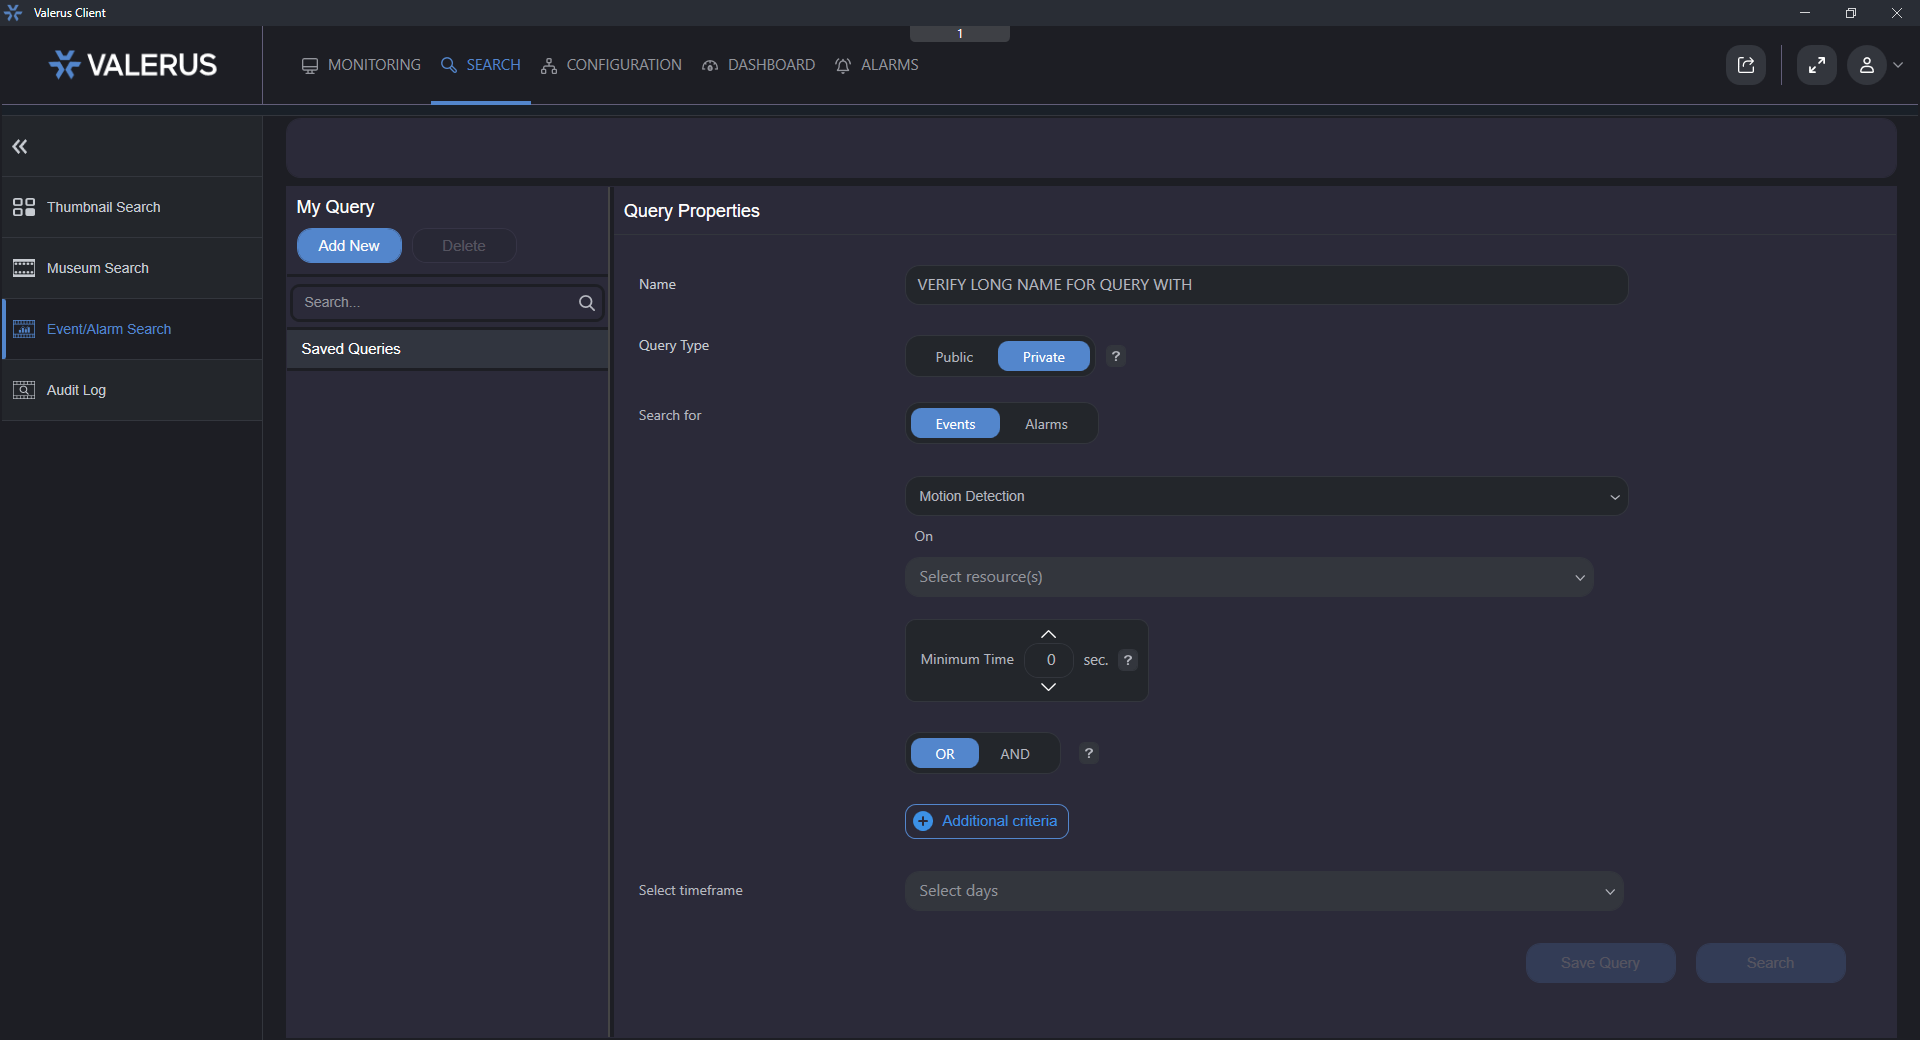 Valerus Client
1
VALERUS
MONITORING
SEARCH
CONFIGURATION
DASHBOARD
ALARMS
Thumbnail Search
Museum Search
Event/Alarm Search
Audit Log
My Query
Add New
Delete
Search...
Saved Queries
Query Properties
Name
VERIFY LONG NAME FOR QUERY WITH
Query Type
Public
Private
?
Search for
Events
Alarms
Motion Detection
On
Select resource(s)
Minimum Time
0
sec.
?
OR
AND
?
Additional criteria
Select timeframe
Select days
Save Query
Search